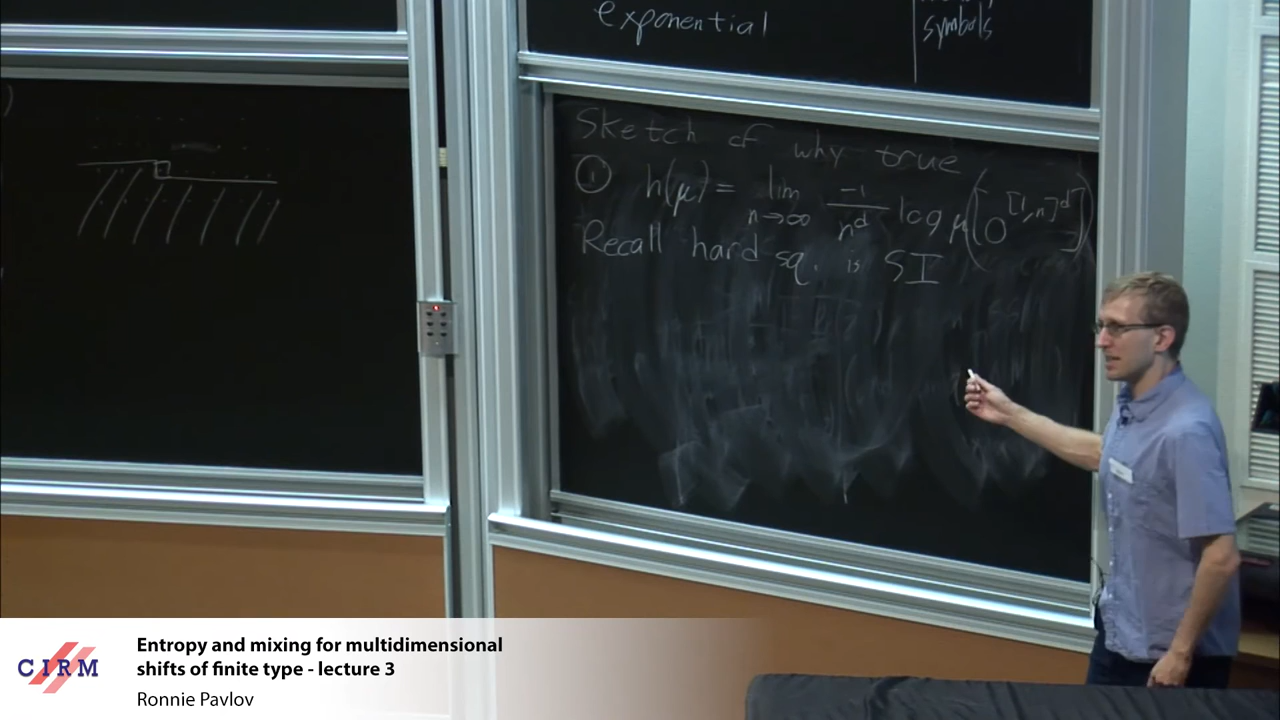 exponential
symbols
Sketch of why true
① h(μ) = lim n→∞ -1/n^d log μ([0^{[1,n]^d}])
Recall hard sq. is SI
CIRM
Entropy and mixing for multidimensional
shifts of finite type - lecture 3
Ronnie Pavlov